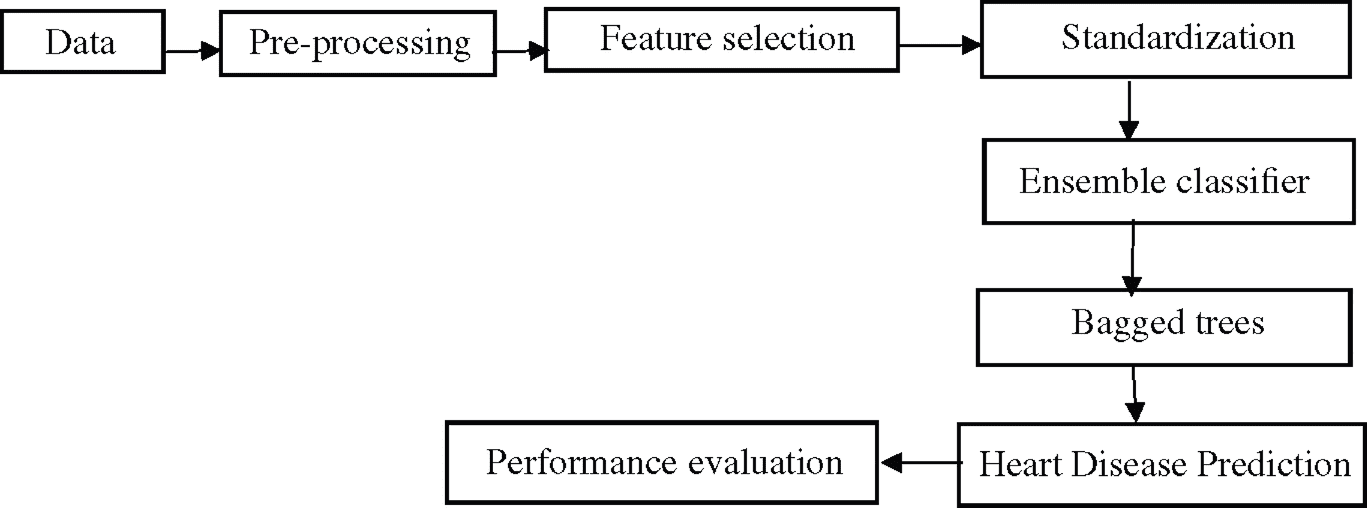 Data
Pre-processing
Feature selection
Standardization
Ensemble classifier
Bagged trees
Heart Disease Prediction
Performance evaluation